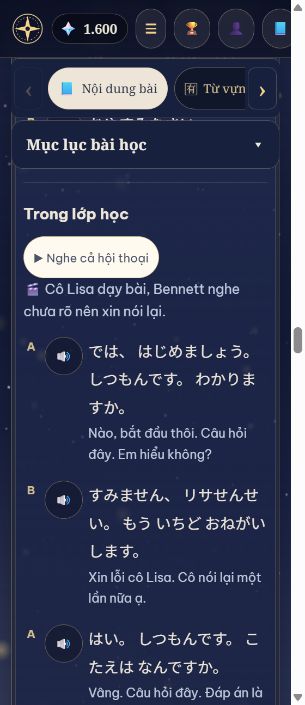 1.600
Nội dung bài
有 Từ vựn
Mục lục bài học
Trong lớp học
Nghe cả hội thoại
Cô Lisa dạy bài, Bennett nghe
chưa rõ nên xin nói lại.
A
では、 はじめましょう。
しつもんです。 わかりま
すか。
Nào, bắt đầu thôi. Câu hỏi
đây. Em hiểu không?
B
すみません、 リサせんせ
い。 もう いちど おねがい
します。
Xin lỗi cô Lisa. Cô nói lại một
lần nữa ạ.
A
はい。 しつもんです。 こ
たえは なんですか。
Vâng. Câu hỏi đây. Đáp án là